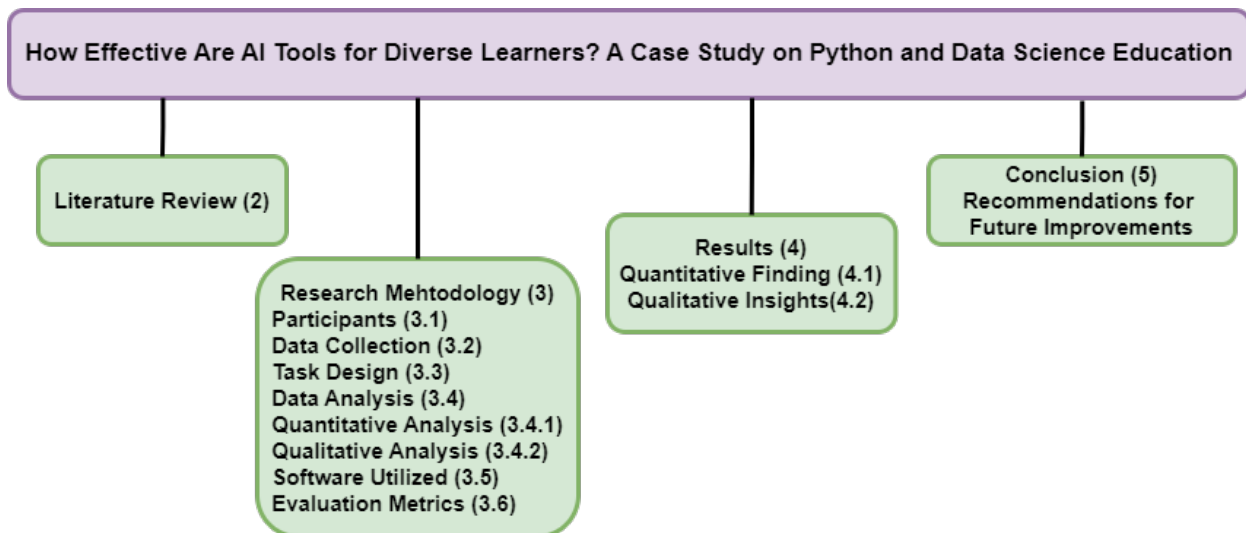 How Effective Are AI Tools for Diverse Learners? A Case Study on Python and Data Science Education
Literature Review (2)
Research Mehtodology (3)
Participants (3.1)
Data Collection (3.2)
Task Design (3.3)
Data Analysis (3.4)
Quantitative Analysis (3.4.1)
Qualitative Analysis (3.4.2)
Software Utilized (3.5)
Evaluation Metrics (3.6)
Results (4)
Quantitative Finding (4.1)
Qualitative Insights(4.2)
Conclusion (5)
Recommendations for
Future Improvements